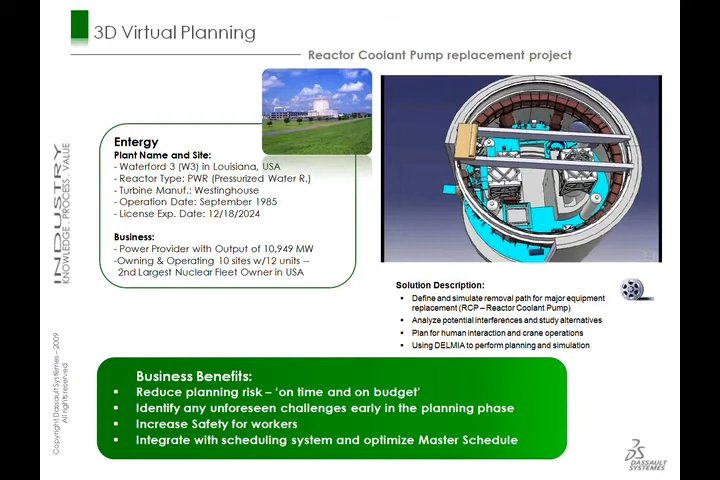 3D Virtual Planning
Reactor Coolant Pump replacement project
Entergy
Plant Name and Site:
- Waterford 3 (W3) in Louisiana, USA
- Reactor Type: PWR (Pressurized Water R.)
- Turbine Manuf.: Westinghouse
- Operation Date: September 1985
- License Exp. Date: 12/18/2024
Business:
- Power Provider with Output of 10,949 MW
-Owning & Operating 10 sites w/12 units --
2nd Largest Nuclear Fleet Owner in USA
Solution Description:
▪ Define and simulate removal path for major equipment
replacement (RCP – Reactor Coolant Pump)
▪ Analyze potential interferences and study alternatives
▪ Plan for human interaction and crane operations
▪ Using DELMIA to perform planning and simulation
Business Benefits:
▪ Reduce planning risk – ‘on time and on budget’
▪ Identify any unforeseen challenges early in the planning phase
▪ Increase Safety for workers
▪ Integrate with scheduling system and optimize Master Schedule
INDUSTRY
KNOWLEDGE, PROCESS, VALUE
Copyright Dassault Systèmes – 2009
All rights reserved
DASSAULT
SYSTEMES